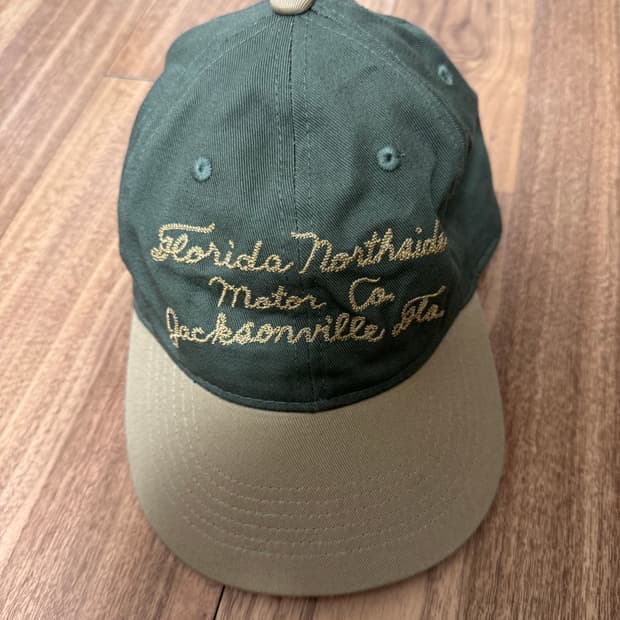 Florida Northside
Motor Co
Jacksonville Fla